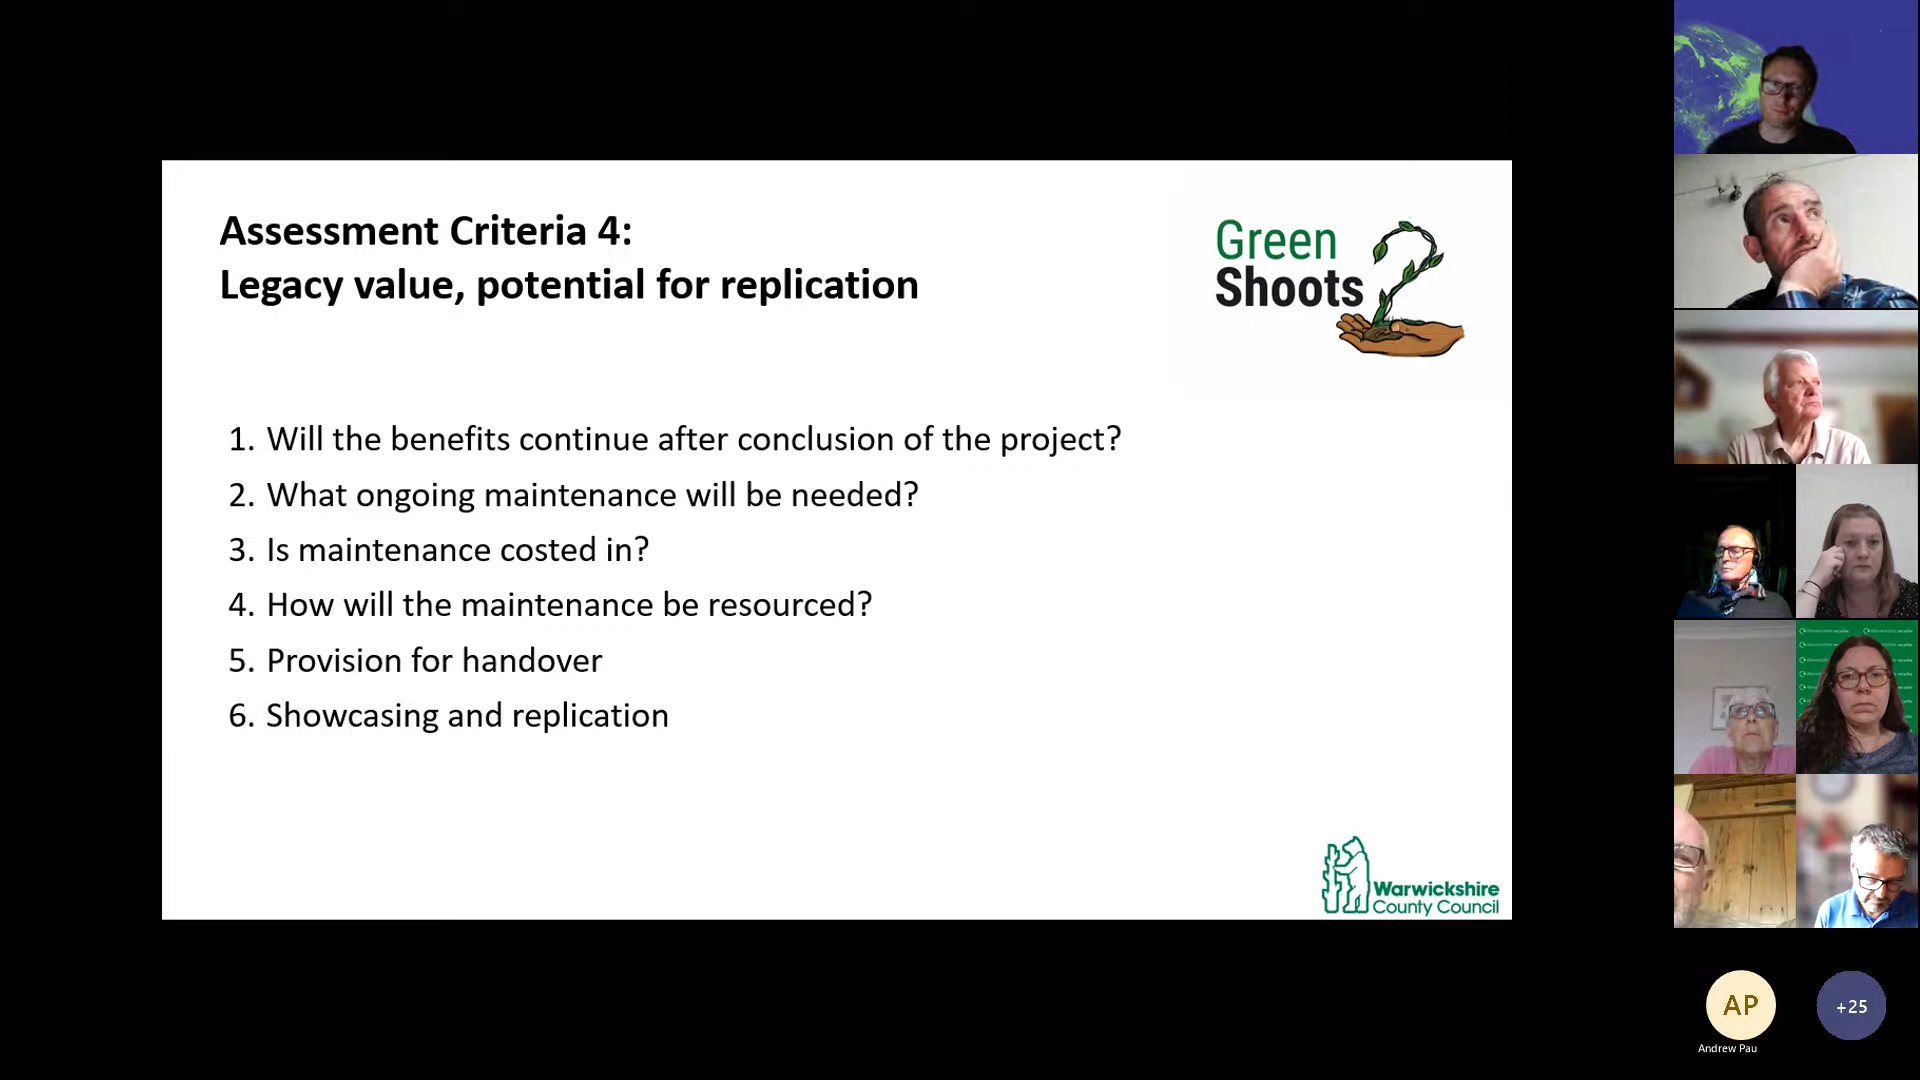 Assessment Criteria 4:
Legacy value, potential for replication
Green
Shoots
1. Will the benefits continue after conclusion of the project?
2. What ongoing maintenance will be needed?
3. Is maintenance costed in?
4. How will the maintenance be resourced?
5. Provision for handover
6. Showcasing and replication
Warwickshire
County Council
AP
+25
Andrew Pau